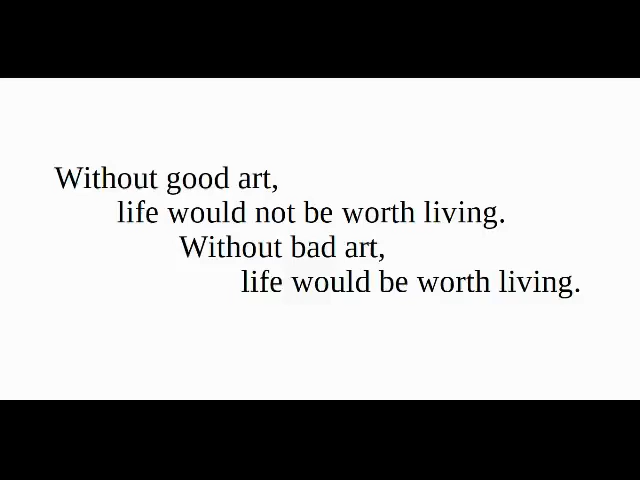 Without good art,
life would not be worth living.
Without bad art,
life would be worth living.